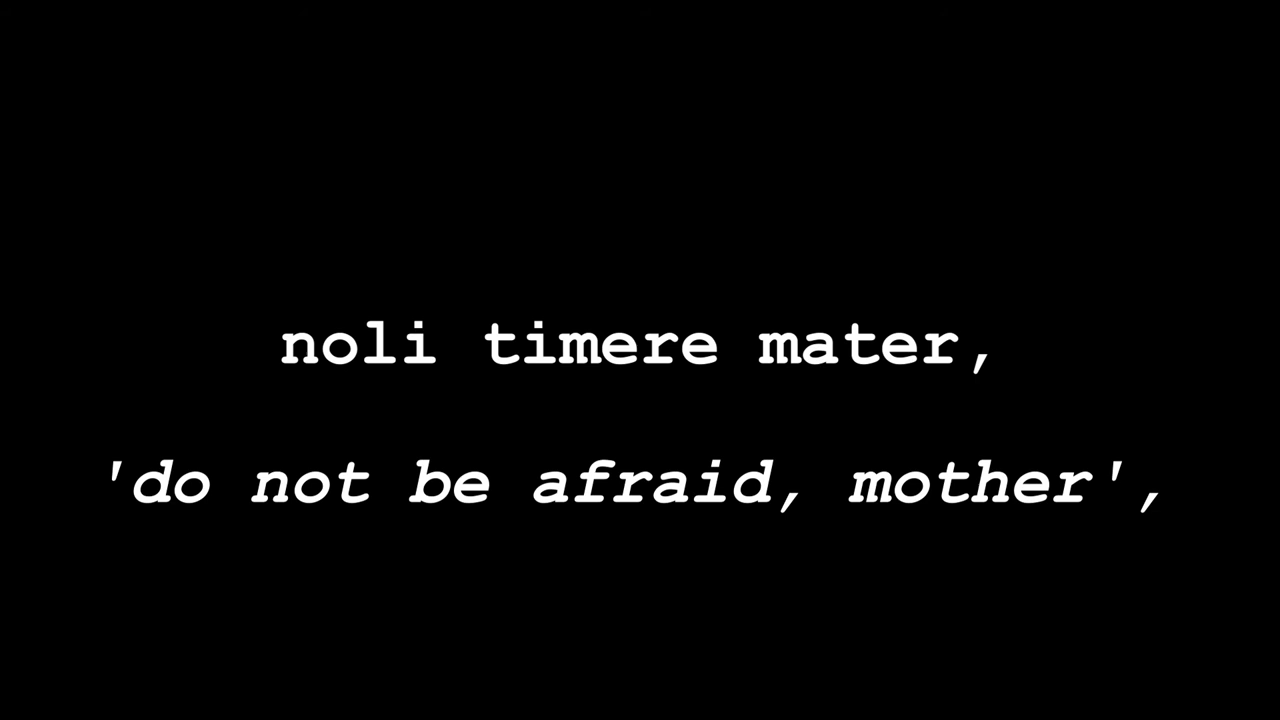 noli timere mater,
'do not be afraid, mother',